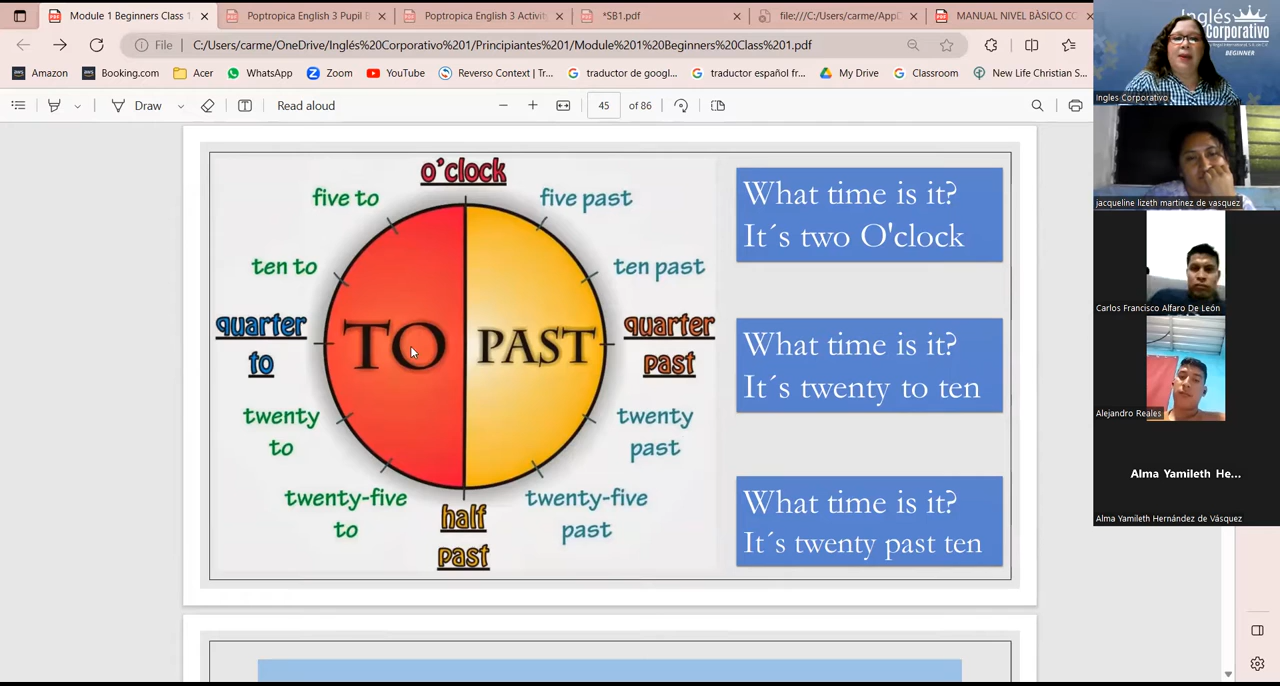 Module 1 Beginners Class 1.
Poptropica English 3 Pupil B
Poptropica English 3 Activit
*SB1.pdf
file:///C:/Users/carme/AppD
MANUAL NIVEL BÀSICO CO
File
C:/Users/carme/OneDrive/Inglés%20Corporativo%201/Principiantes%201/Module%201%20Beginners%20Class%201.pdf
Amazon
Booking.com
Acer
WhatsApp
Zoom
YouTube
Reverso Context | Tr...
traductor de googl...
traductor español fr...
My Drive
Classroom
New Life Christian S...
Draw
Read aloud
45
of 86
o'clock
five to
five past
ten to
ten past
quarter
to
quarter
past
TO
PAST
twenty
to
twenty
past
twenty-five
to
twenty-five
past
half
past
What time is it?
It´s two O'clock
What time is it?
It´s twenty to ten
What time is it?
It´s twenty past ten
Inglés
Corporativo
BEGINNER
Ingles Corporativo
jacqueline lizeth martinez de vasquez
Carlos Francisco Alfaro De León
Alejandro Reales
Alma Yamileth He...
Alma Yamileth Hernández de Vásquez